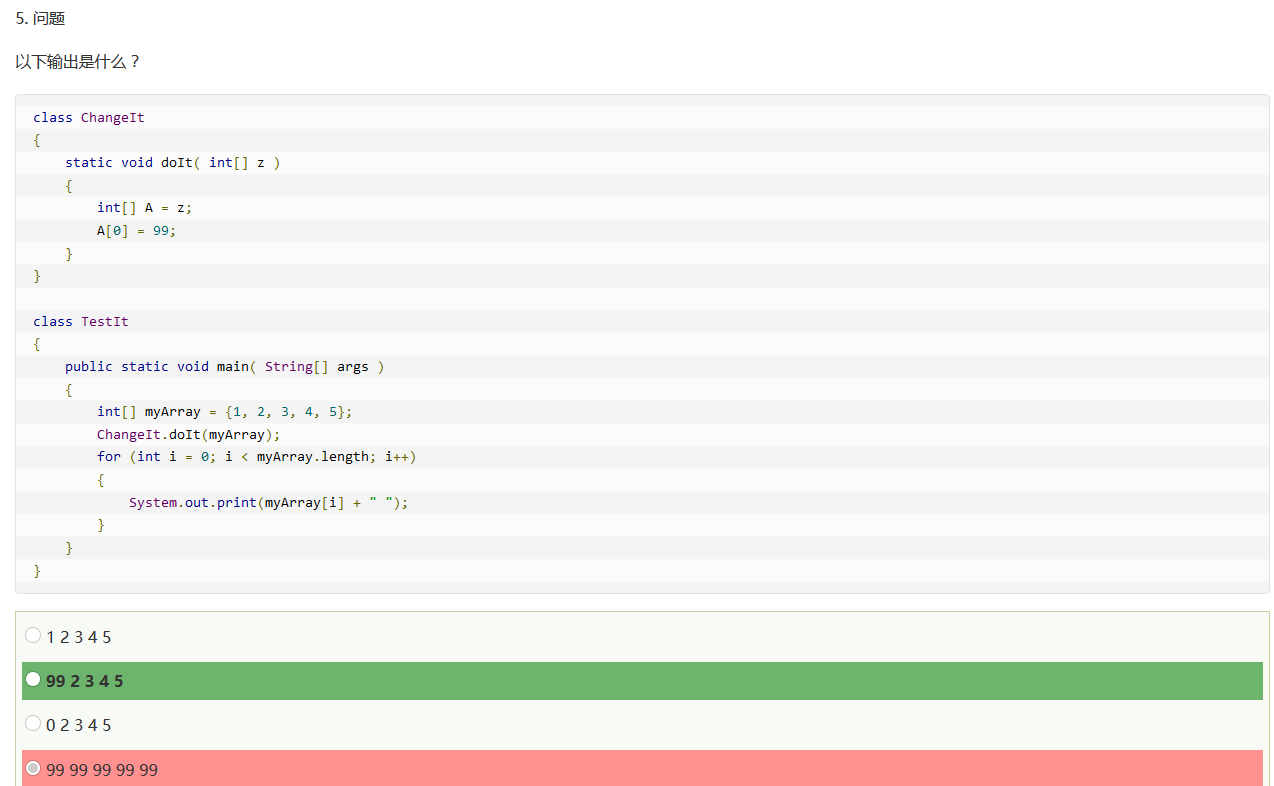 5. 问题
以下输出是什么？
class ChangeIt
{
    static void doIt( int[] z )
    {
        int[] A = z;
        A[0] = 99;
    }
}
class TestIt
{
    public static void main( String[] args )
    {
        int[] myArray = {1, 2, 3, 4, 5};
        ChangeIt.doIt(myArray);
        for (int i = 0; i < myArray.length; i++)
        {
            System.out.print(myArray[i] + " ");
        }
    }
}
1 2 3 4 5
99 2 3 4 5
0 2 3 4 5
99 99 99 99 99